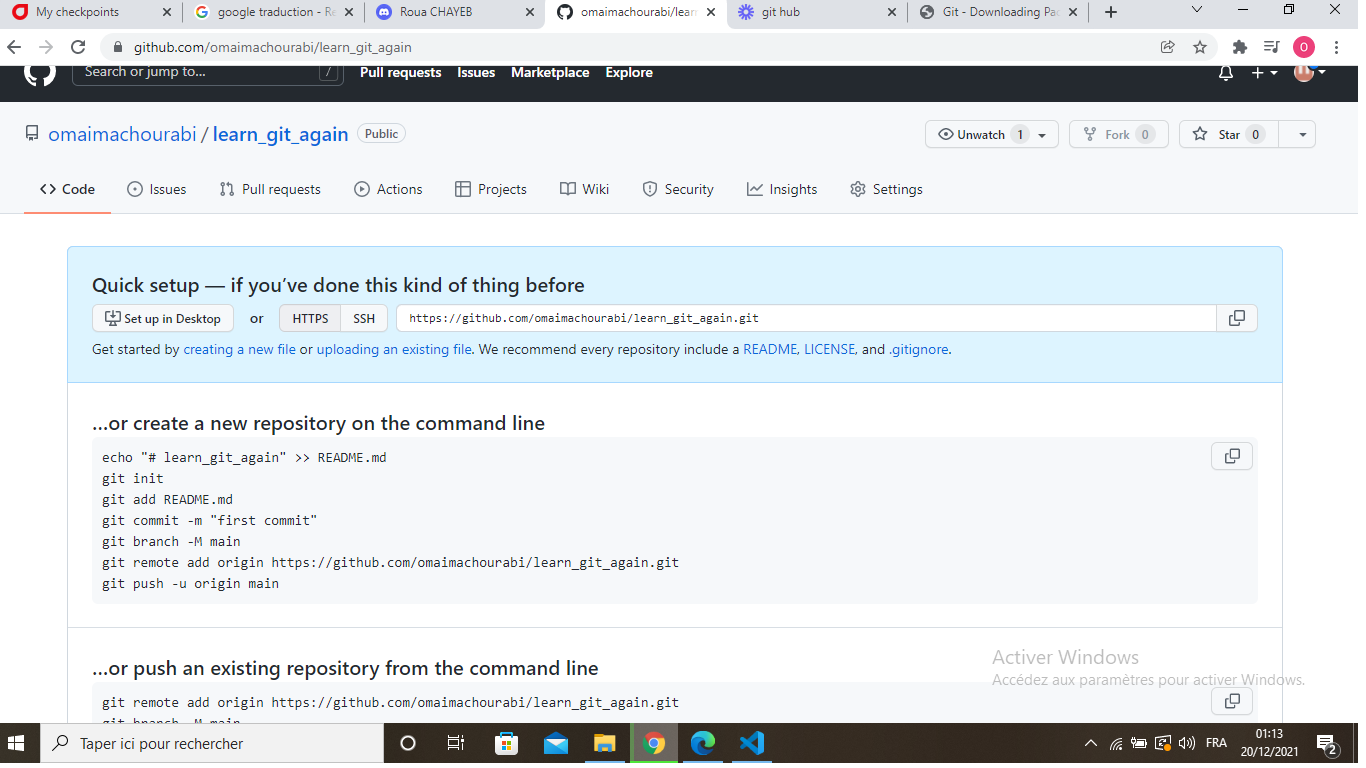 My checkpoints
google traduction - Re
Roua CHAYEB
omaimachourabi/lear
git hub
Git - Downloading Pac
github.com/omaimachourabi/learn_git_again
O
Search or jump to...
/
Pull requests
Issues
Marketplace
Explore
omaimachourabi / learn_git_again
Public
Unwatch 1
Fork 0
Star 0
Code
Issues
Pull requests
Actions
Projects
Wiki
Security
Insights
Settings
Quick setup — if you’ve done this kind of thing before
Set up in Desktop
or
HTTPS
SSH
https://github.com/omaimachourabi/learn_git_again.git
Get started by creating a new file or uploading an existing file. We recommend every repository include a README, LICENSE, and .gitignore.
…or create a new repository on the command line
echo "# learn_git_again" >> README.md
git init
git add README.md
git commit -m "first commit"
git branch -M main
git remote add origin https://github.com/omaimachourabi/learn_git_again.git
git push -u origin main
…or push an existing repository from the command line
git remote add origin https://github.com/omaimachourabi/learn_git_again.git
git branch -M main
Activer Windows
Accédez aux paramètres pour activer Windows.
Taper ici pour rechercher
FRA
01:13
20/12/2021
2